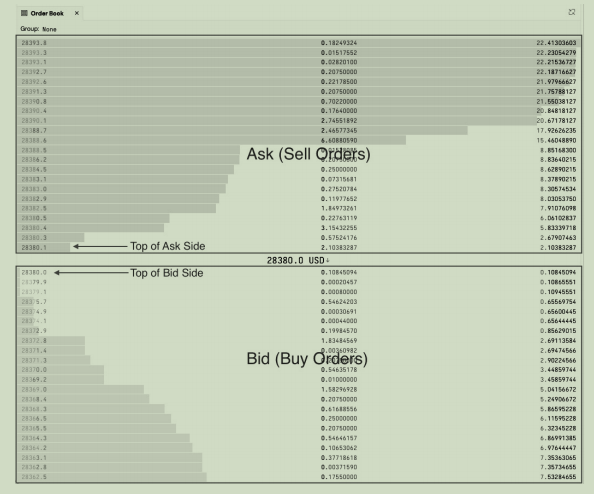 Order Book ×
Group: None
28393.8 0.18249324 22.41303603
28393.3 0.01517552 22.23054279
28393.1 0.02820100 22.21536727
28392.7 0.20750000 22.18716627
28392.6 0.22178500 21.97966627
28391.3 0.20750000 21.75788127
28390.8 0.70220000 21.55038127
28390.4 0.17640000 20.84818127
28390.1 2.74551892 20.67178127
28388.7 2.46577345 17.92626235
28388.6 6.60880590 15.46048890
28388.5 8.85168300
28386.2 8.83640215
Ask (Sell Orders)
28384.5 0.25000000 8.62890215
28383.1 0.07315681 8.37890215
28383.0 0.27520784 8.30574534
28382.9 0.11977652 8.03053750
28382.5 1.84973261 7.91076098
28380.5 0.22763119 6.06102837
28380.4 3.15432255 5.83339718
28380.3 0.57524176 2.67907463
28380.1 Top of Ask Side 2.10383287 2.10383287
28380.0 USD↓
28380.0 Top of Bid Side 0.10845094 0.10845094
28379.9 0.00020457 0.10865551
28379.1 0.00080000 0.10945551
28375.7 0.54624203 0.65569754
28374.9 0.00030691 0.65600445
28374.1 0.00044000 0.65644445
28372.9 0.19984570 0.85629015
28372.8 1.83484569 2.69113584
28371.4 0.00360982 2.69474566
28371.3 2.90224566
Bid (Buy Orders)
28370.0 0.54635178 3.44859744
28369.2 0.01000000 3.45859744
28369.0 1.58296928 5.04156672
28368.4 0.20750000 5.24906672
28368.3 0.61688556 5.86595228
28366.5 0.25000000 6.11595228
28365.5 0.20750000 6.32345228
28364.3 0.54646157 6.86991385
28364.2 0.10653062 6.97644447
28363.1 0.37718618 7.35363065
28362.8 0.00371590 7.35734655
28362.5 0.17550000 7.53284655